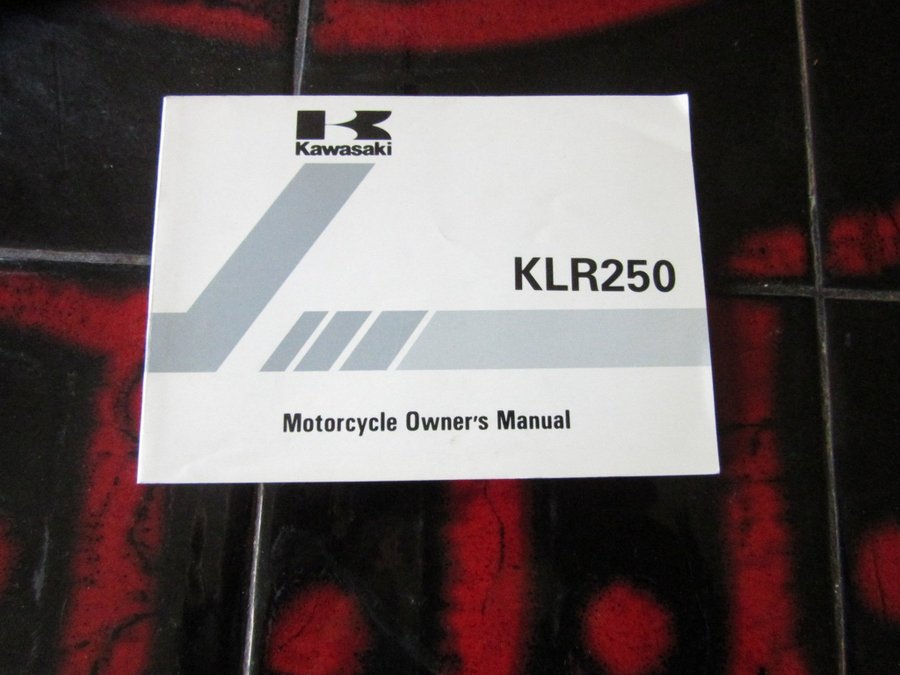 Kawasaki
KLR250
Motorcycle Owner's Manual